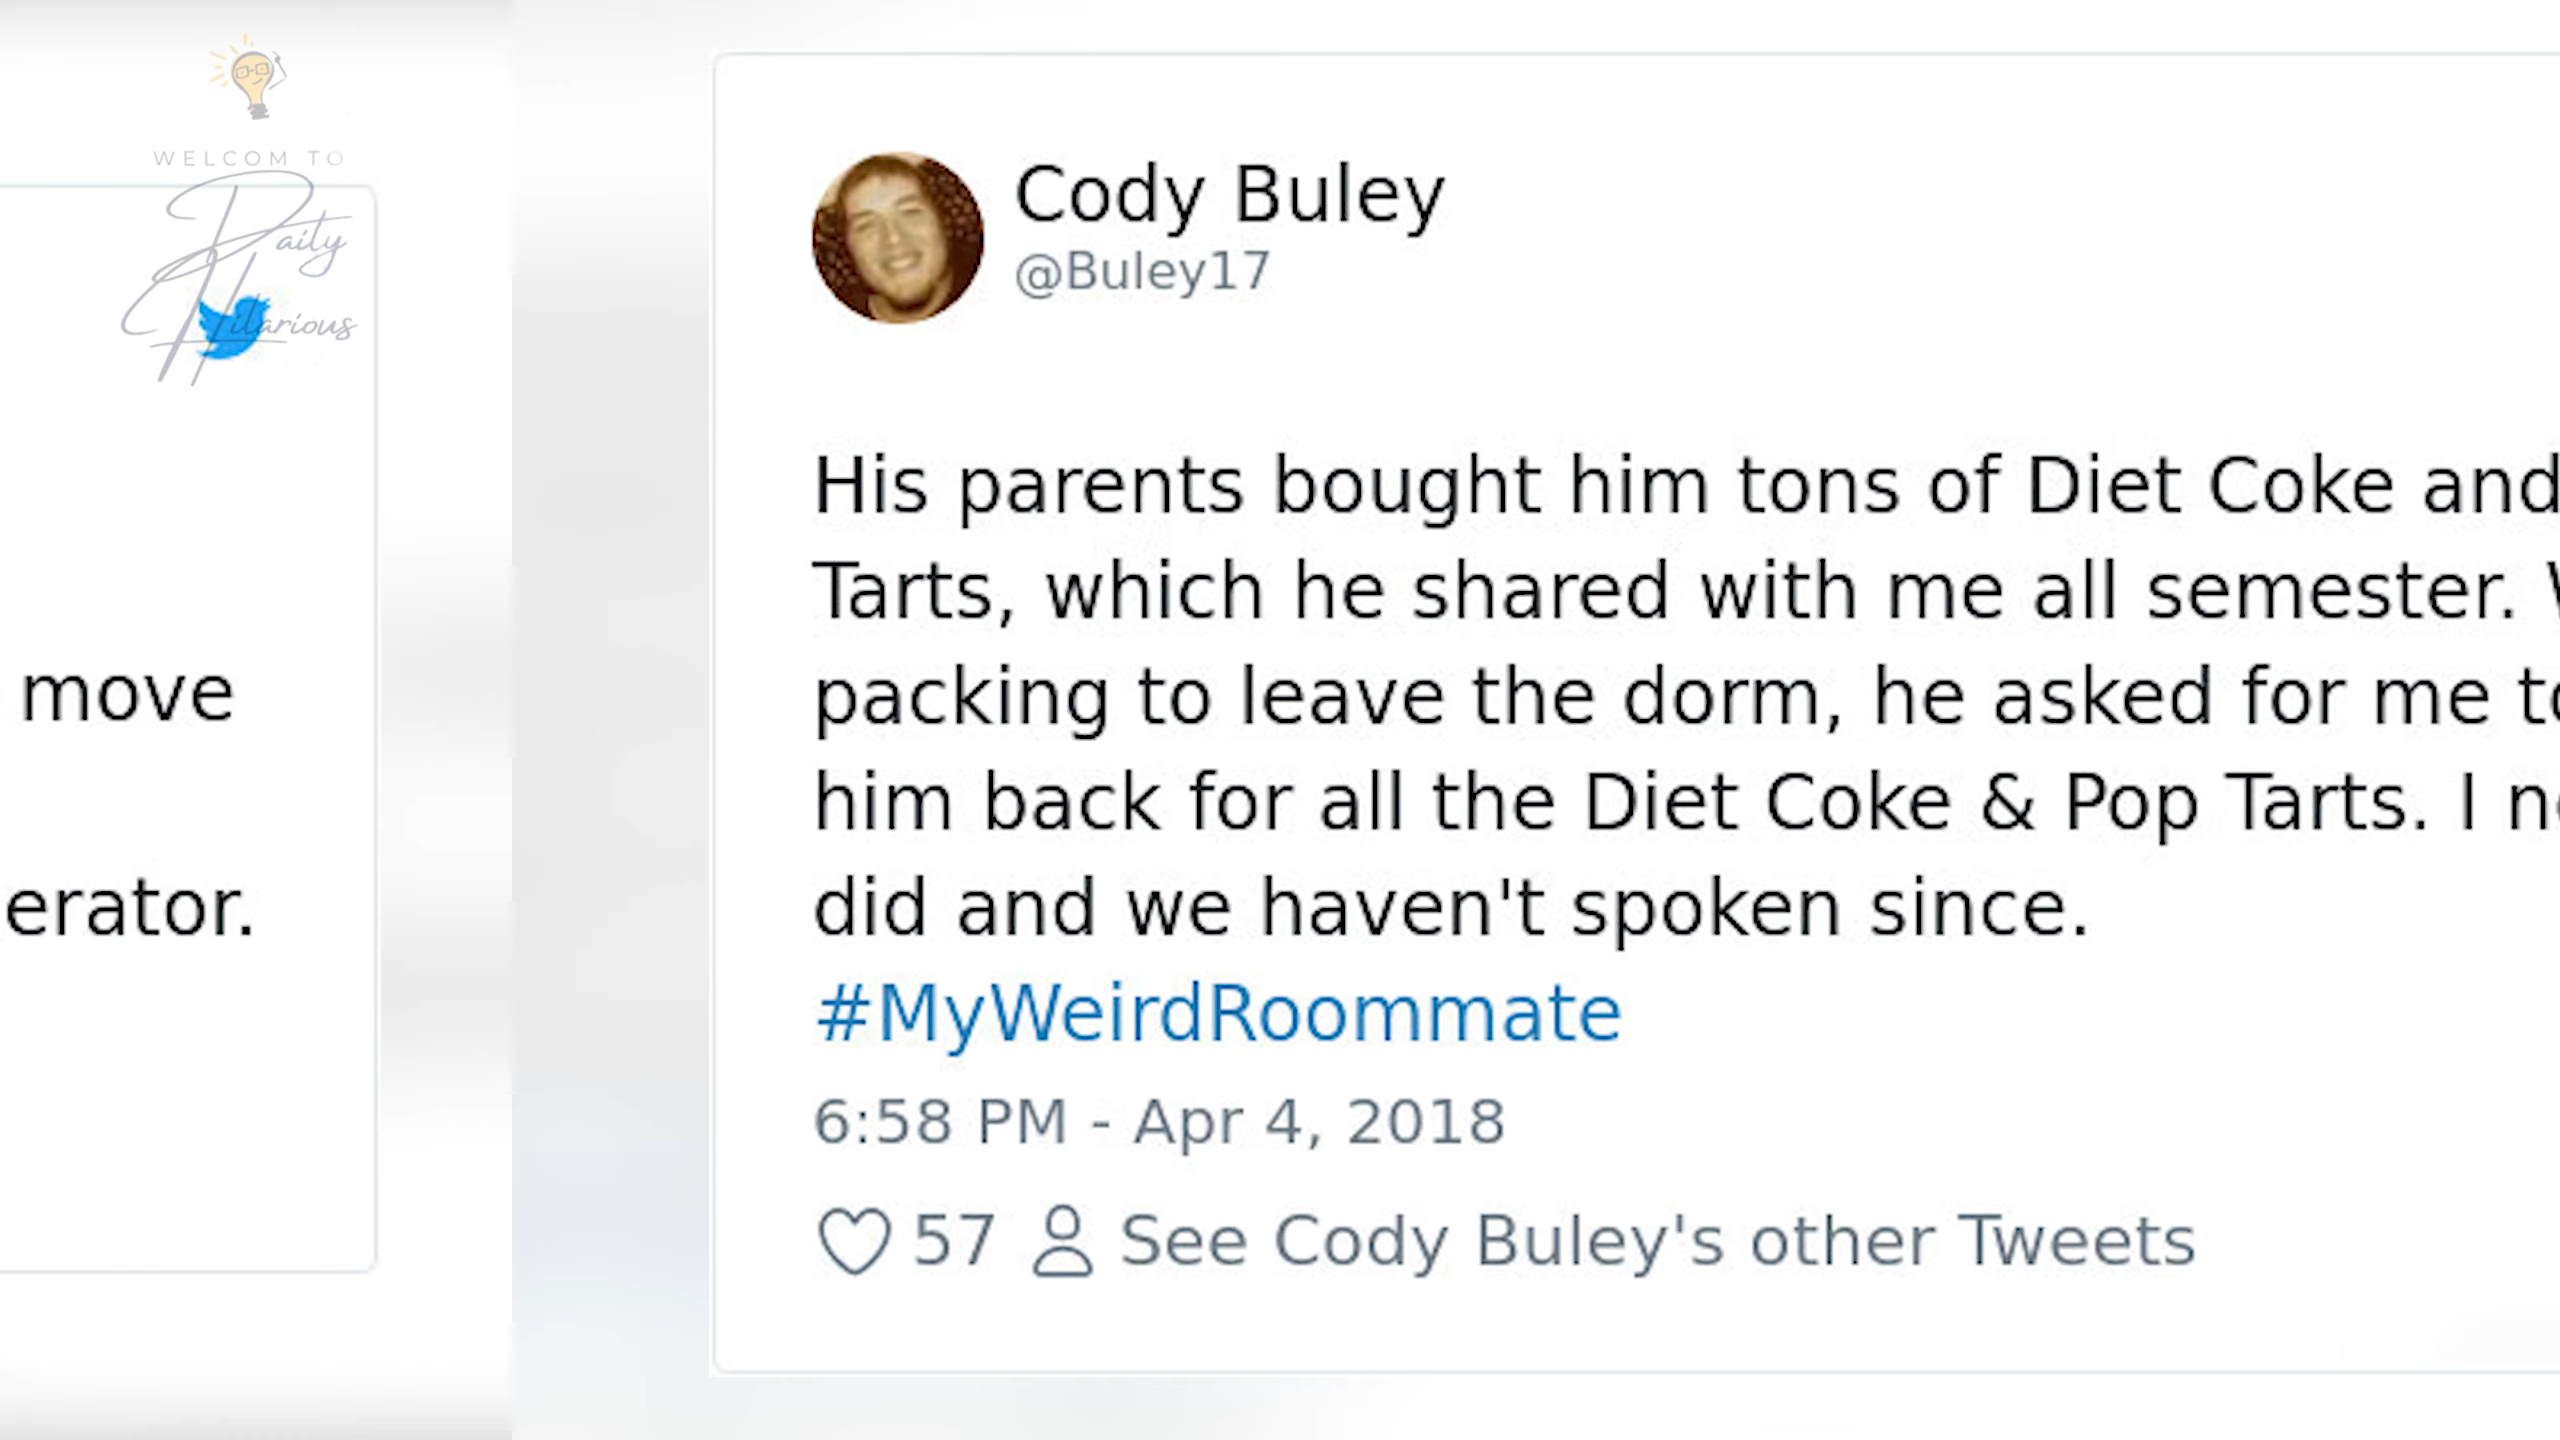 WELCOM TO
Daily
Hilarious
move
erator.
Cody Buley
@Buley17
His parents bought him tons of Diet Coke and
Tarts, which he shared with me all semester.
packing to leave the dorm, he asked for me
him back for all the Diet Coke & Pop Tarts. I
did and we haven't spoken since.
#MyWeirdRoommate
6:58 PM - Apr 4, 2018
57 See Cody Buley's other Tweets